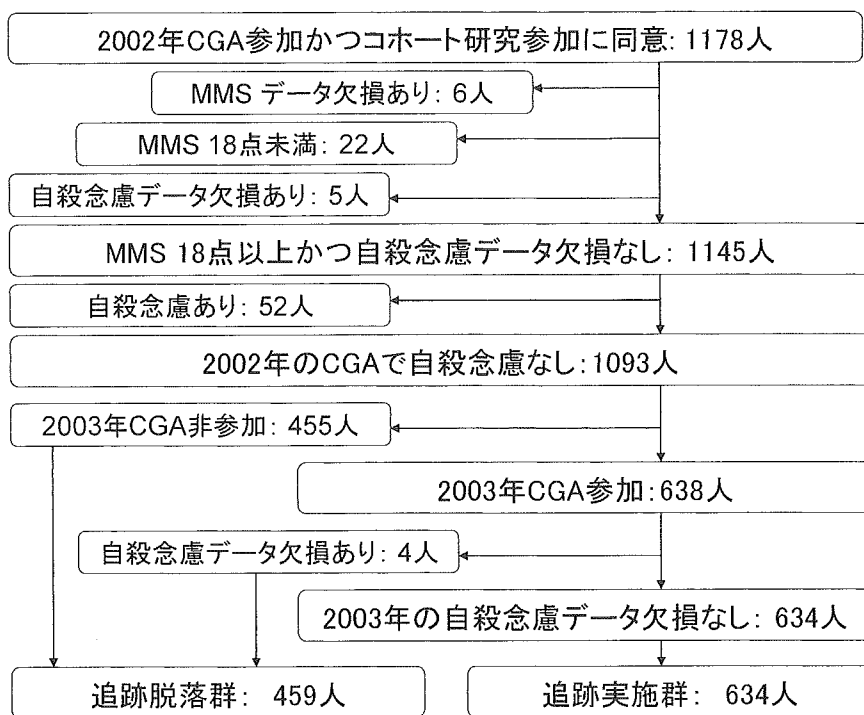 2002年CGA参加かつコホート研究参加に同意: 1178人
MMS データ欠損あり: 6人
MMS 18点未満: 22人
自殺念慮データ欠損あり: 5人
MMS 18点以上かつ自殺念慮データ欠損なし: 1145人
自殺念慮あり: 52人
2002年のCGAで自殺念慮なし:1093人
2003年CGA非参加: 455人
2003年CGA参加:638人
自殺念慮データ欠損あり: 4人
2003年の自殺念慮データ欠損なし: 634人
追跡脱落群: 459人
追跡実施群: 634人